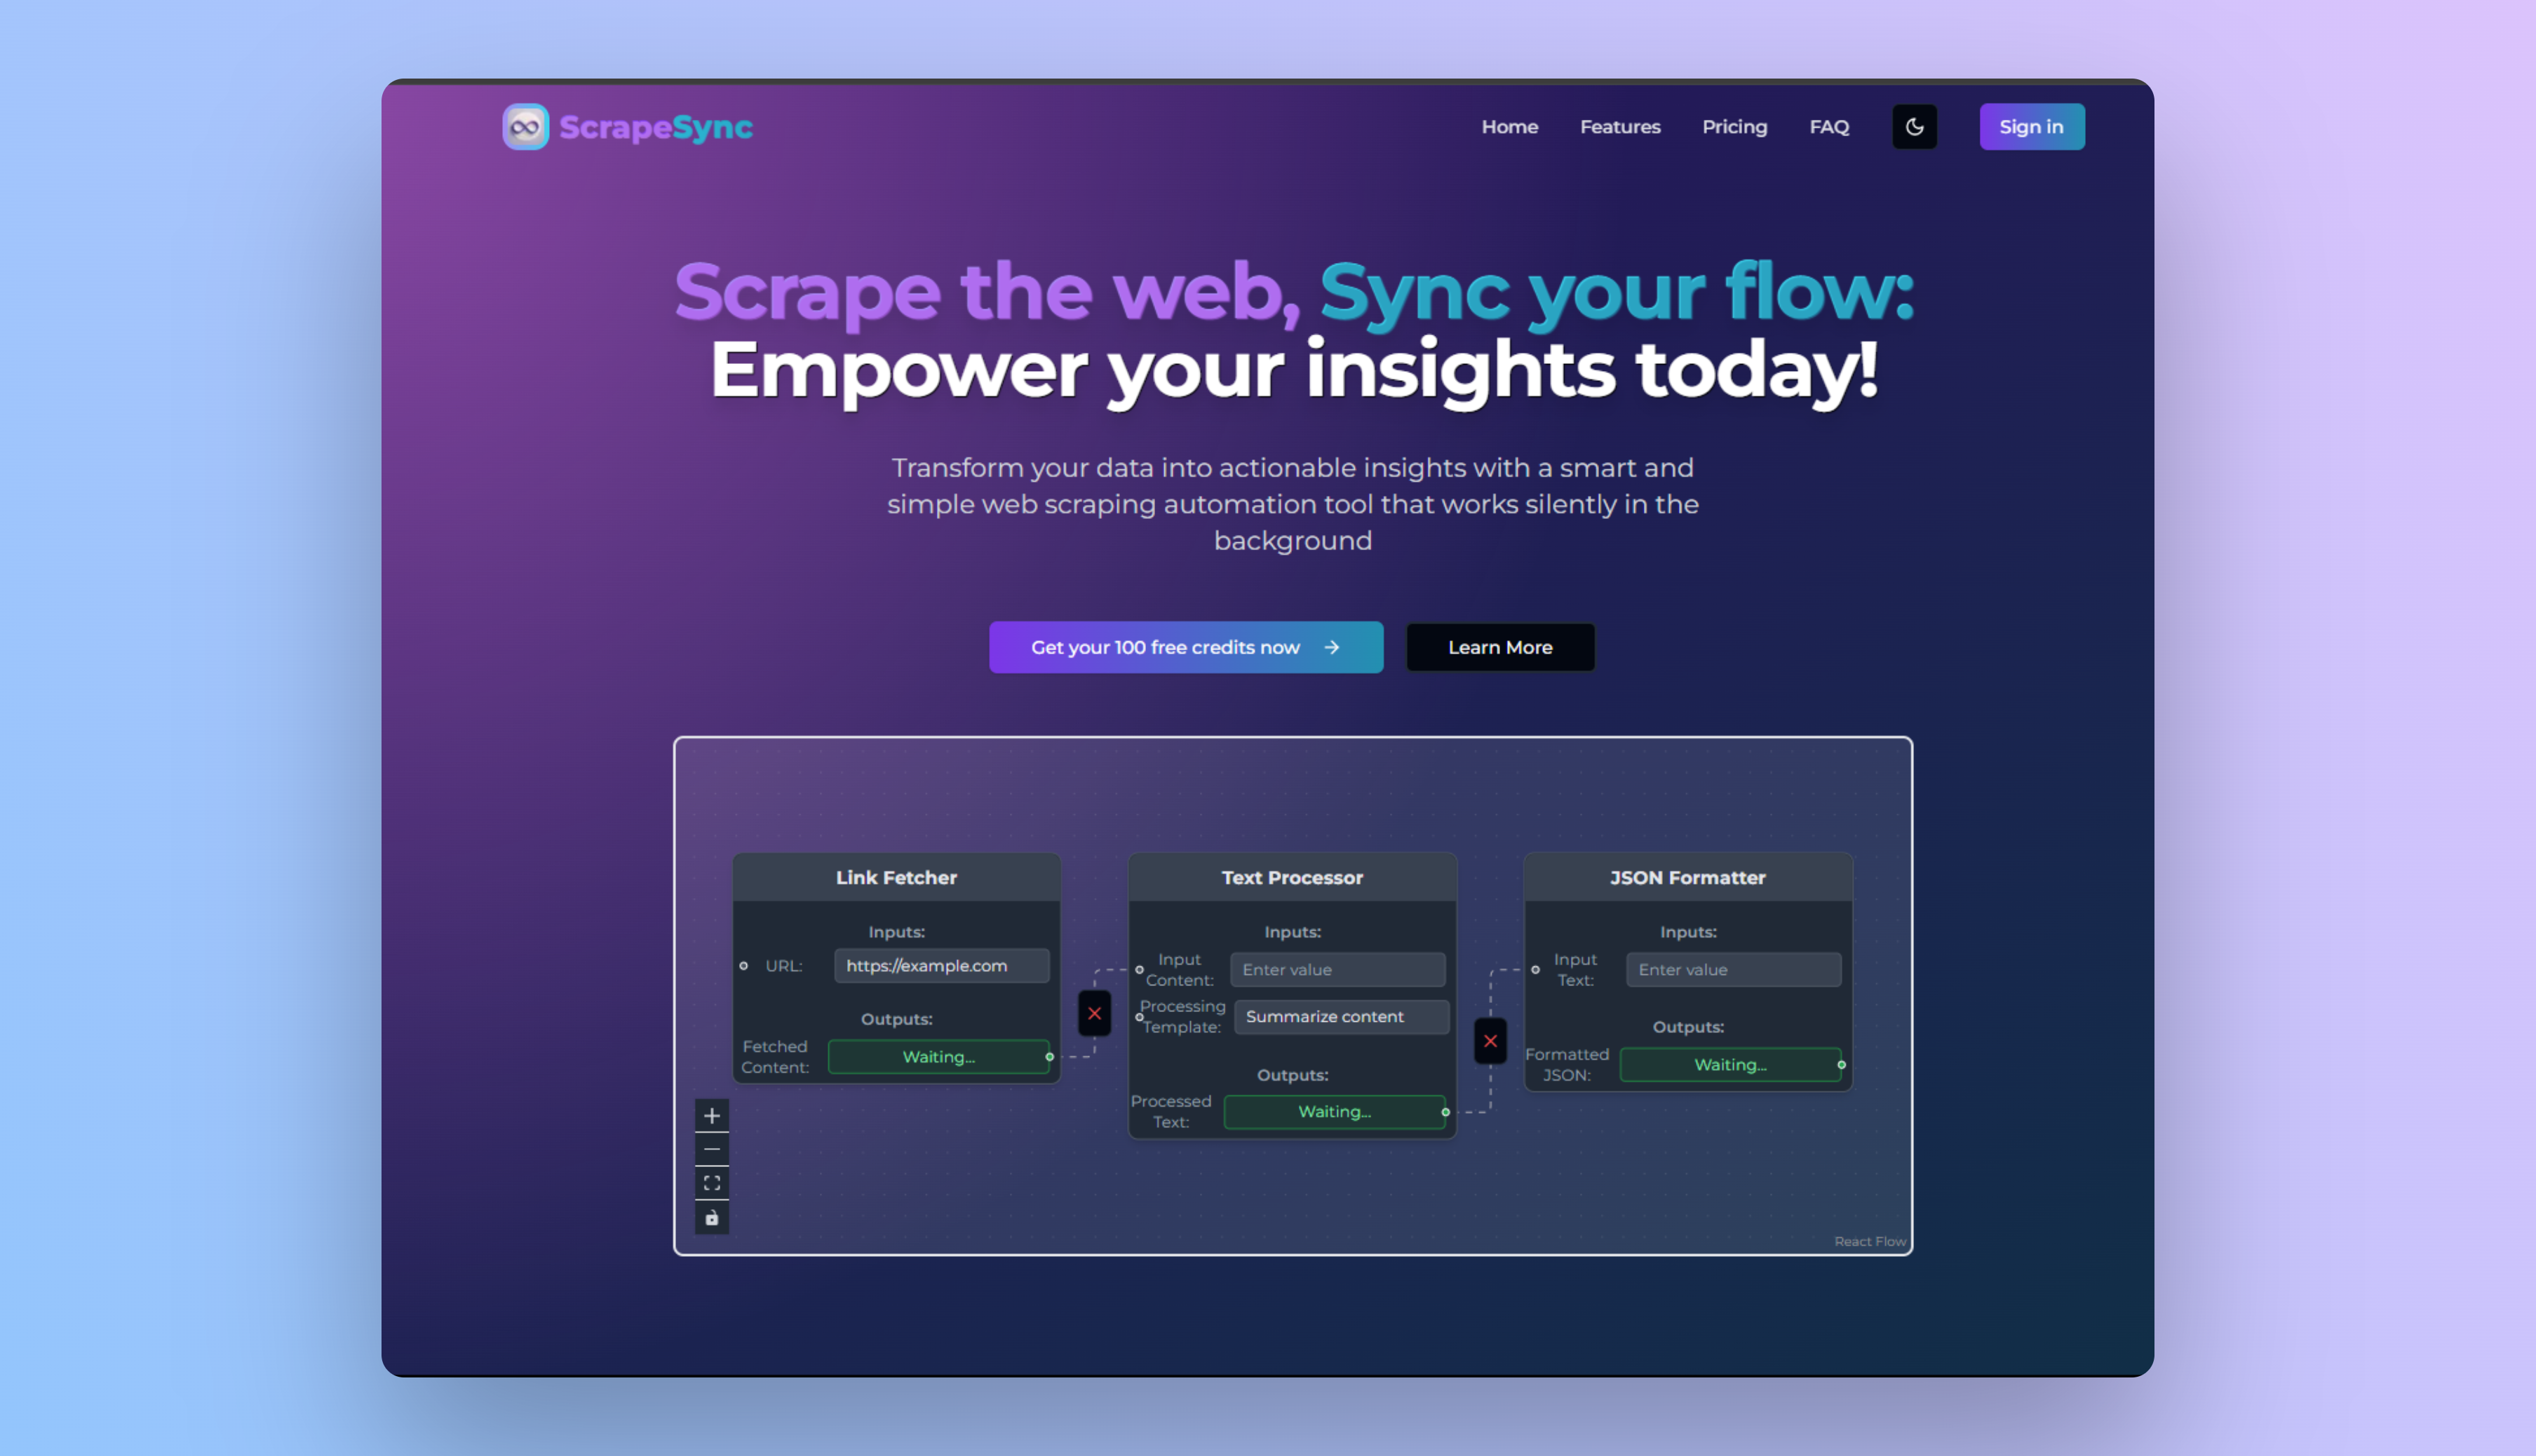 ScrapeSync
Home
Features
Pricing
FAQ
Sign in
Scrape the web, Sync your flow:
Empower your insights today!
Transform your data into actionable insights with a smart and
simple web scraping automation tool that works silently in the
background
Get your 100 free credits now
Learn More
Link Fetcher
Inputs:
URL:
https://example.com
Outputs:
Fetched
Content:
Waiting...
Text Processor
Inputs:
Input
Content:
Enter value
Processing
Template:
Summarize content
Outputs:
Processed
Text:
Waiting...
JSON Formatter
Inputs:
Input
Text:
Enter value
Outputs:
Formatted
JSON:
Waiting...
React Flow